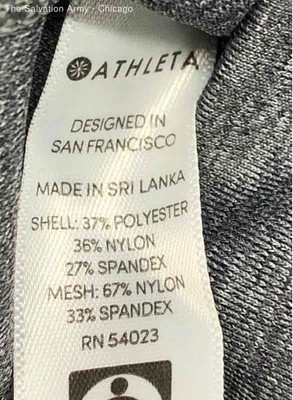 The Salvation Army - Chicago
ATHLETA
DESIGNED IN
SAN FRANCISCO
MADE IN SRI LANKA
SHELL: 37% POLYESTER
36% NYLON
27% SPANDEX
MESH: 67% NYLON
33% SPANDEX
RN 54023